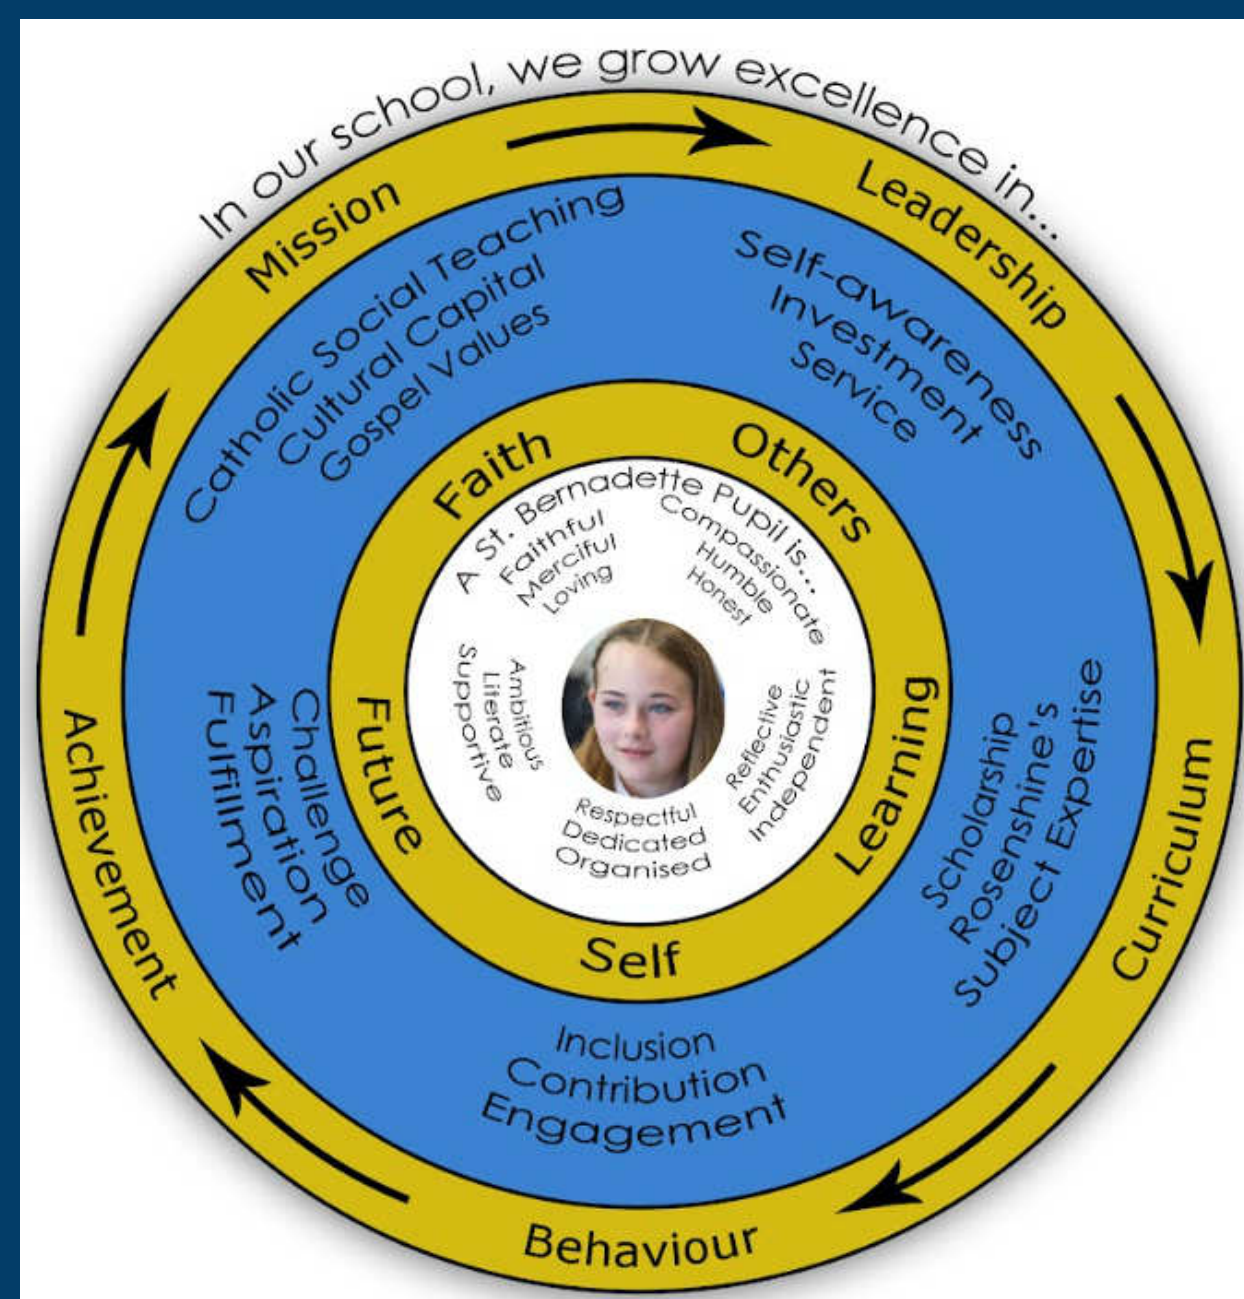 In our school, we grow excellence in...
Mission
Leadership
Curriculum
Behaviour
Achievement
Catholic Social Teaching
Cultural Capital
Gospel Values
Self-awareness
Investment
Service
Scholarship
Rosenshine's
Subject Expertise
Inclusion
Contribution
Engagement
Challenge
Aspiration
Fulfillment
Faith
Others
Learning
Self
Future
A St. Bernadette Pupil is...
Faithful
Merciful
Loving
Compassionate
Humble
Honest
Reflective
Enthusiastic
Independent
Respectful
Dedicated
Organised
Ambitious
Literate
Supportive